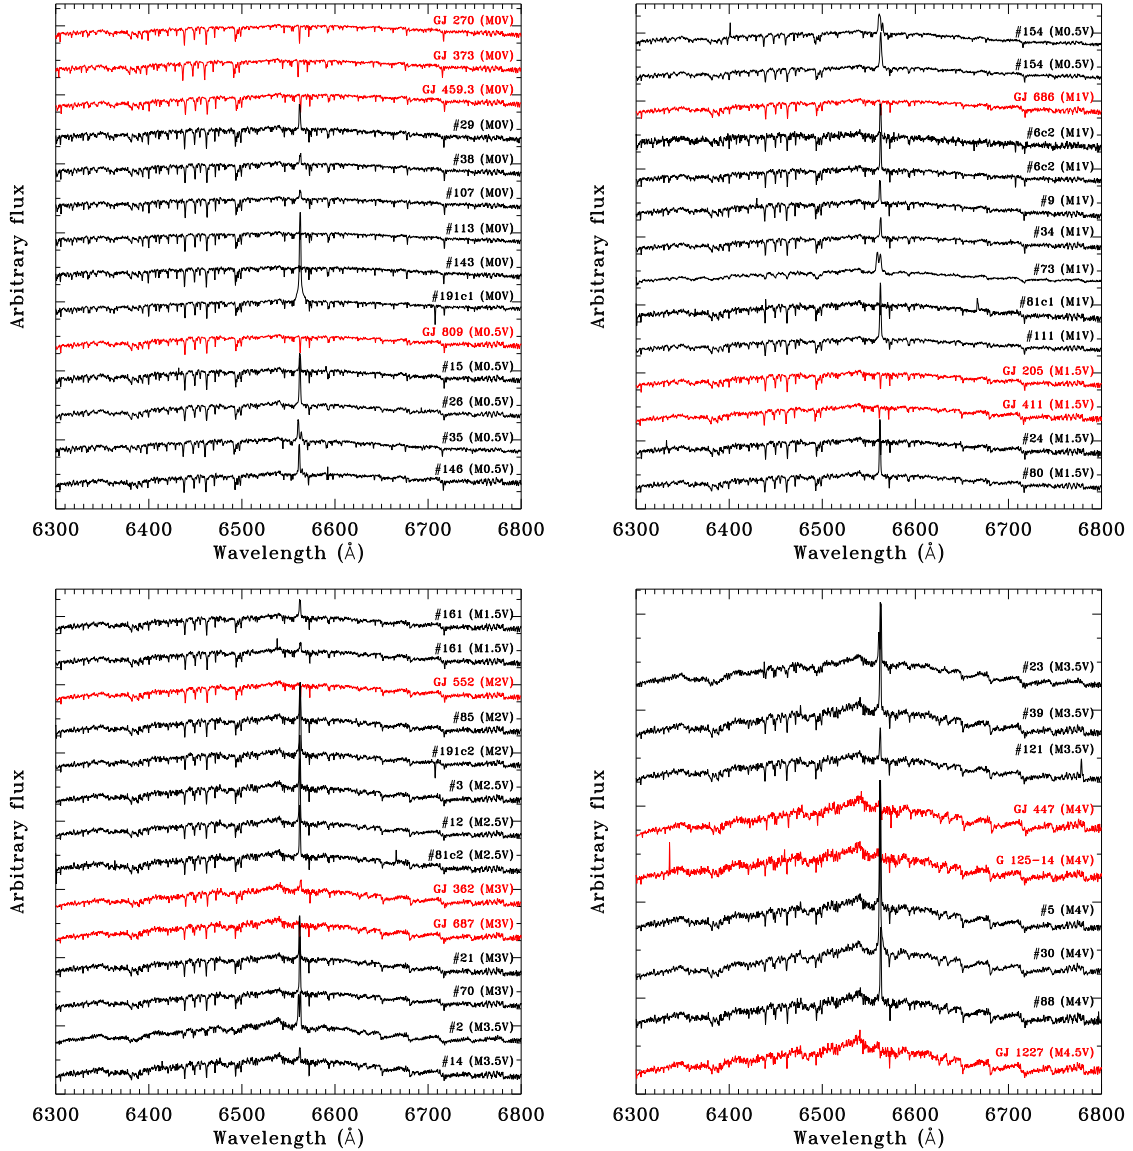 GJ 270 (M0V)
GJ 373 (M0V)
GJ 459.3 (M0V)
#29 (M0V)
#38 (M0V)
#107 (M0V)
#113 (M0V)
#143 (M0V)
#191c1 (M0V)
GJ 809 (M0.5V)
#15 (M0.5V)
#26 (M0.5V)
#35 (M0.5V)
#146 (M0.5V)
Arbitrary flux
6300 6400 6500 6600 6700 6800
Wavelength (Å)
#154 (M0.5V)
#154 (M0.5V)
GJ 686 (M1V)
#6c2 (M1V)
#6c2 (M1V)
#9 (M1V)
#34 (M1V)
#73 (M1V)
#81c1 (M1V)
#111 (M1V)
GJ 205 (M1.5V)
GJ 411 (M1.5V)
#24 (M1.5V)
#80 (M1.5V)
Arbitrary flux
6300 6400 6500 6600 6700 6800
Wavelength (Å)
#161 (M1.5V)
#161 (M1.5V)
GJ 552 (M2V)
#85 (M2V)
#191c2 (M2V)
#3 (M2.5V)
#12 (M2.5V)
#81c2 (M2.5V)
GJ 362 (M3V)
GJ 687 (M3V)
#21 (M3V)
#70 (M3V)
#2 (M3.5V)
#14 (M3.5V)
Arbitrary flux
6300 6400 6500 6600 6700 6800
Wavelength (Å)
#23 (M3.5V)
#39 (M3.5V)
#121 (M3.5V)
GJ 447 (M4V)
G 125-14 (M4V)
#5 (M4V)
#30 (M4V)
#88 (M4V)
GJ 1227 (M4.5V)
Arbitrary flux
6300 6400 6500 6600 6700 6800
Wavelength (Å)